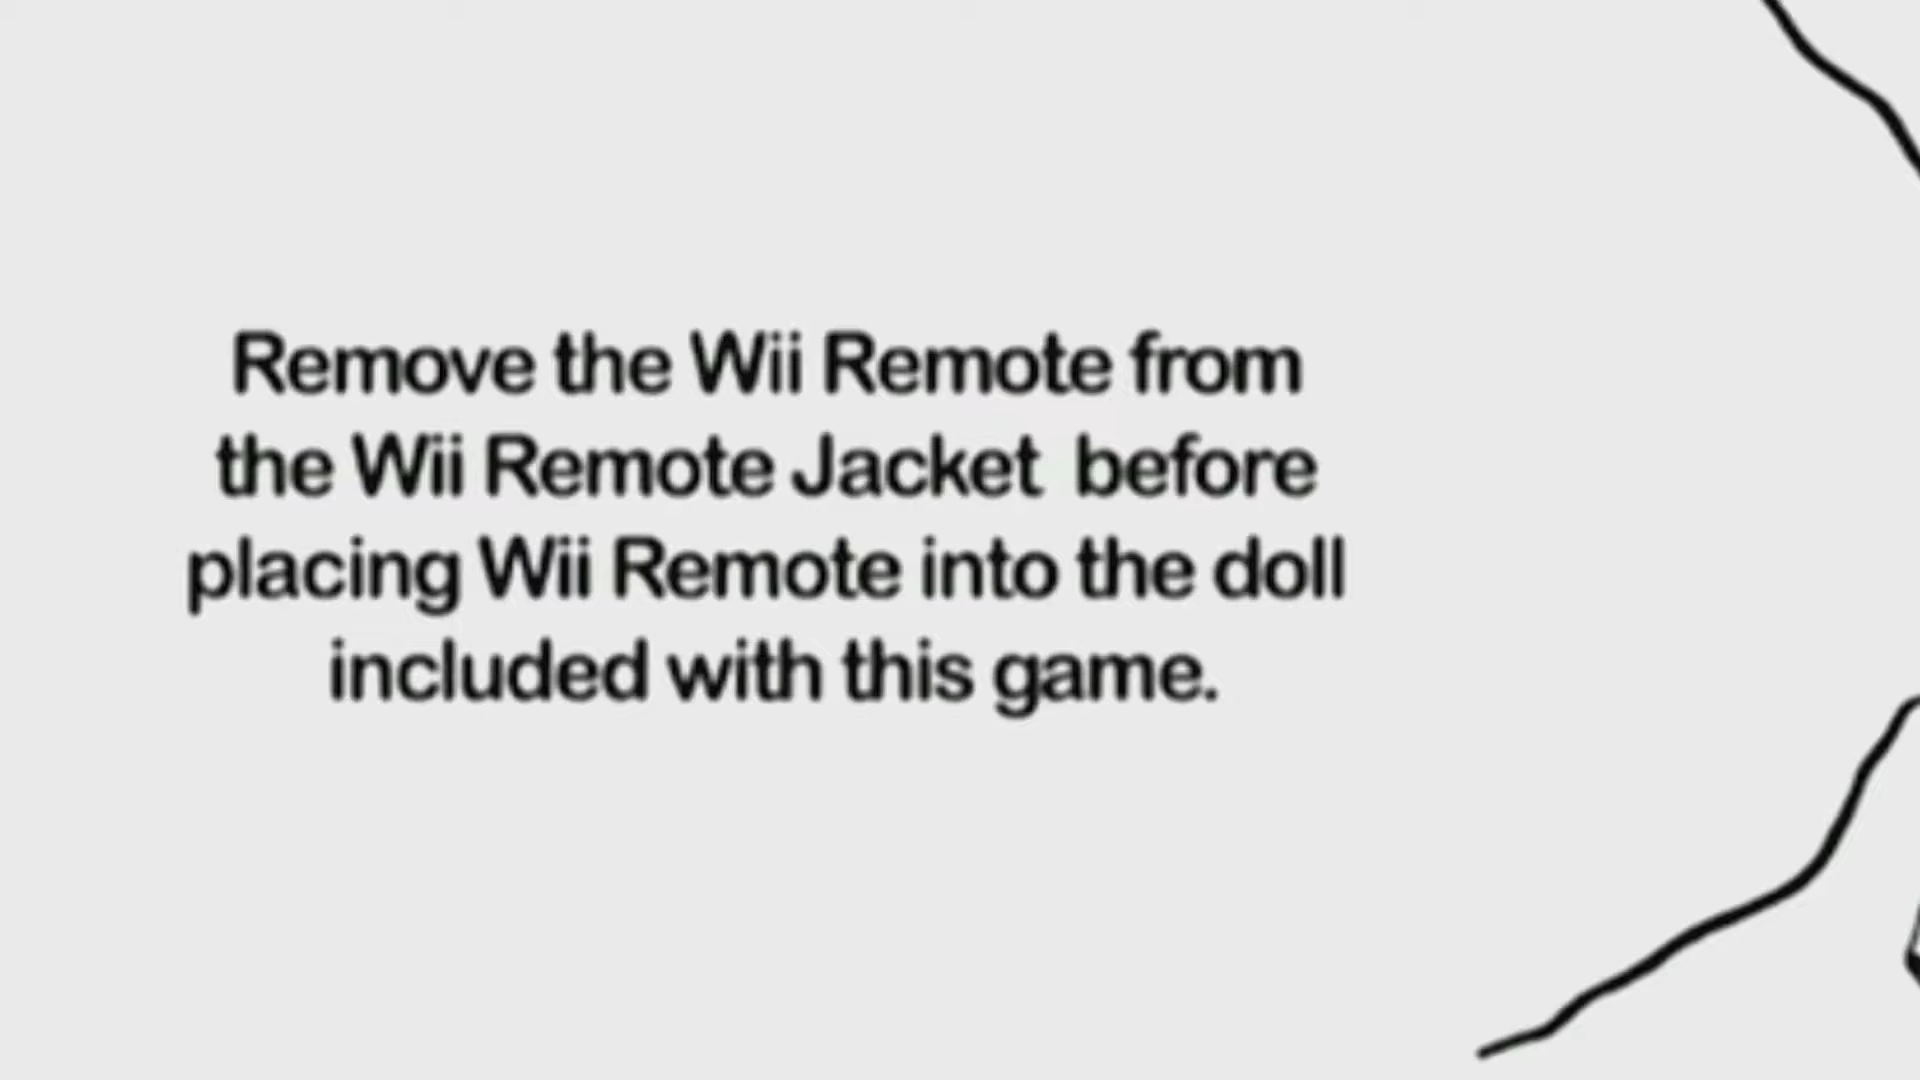 Remove the Wii Remote from
the Wii Remote Jacket before
placing Wii Remote into the doll
included with this game.